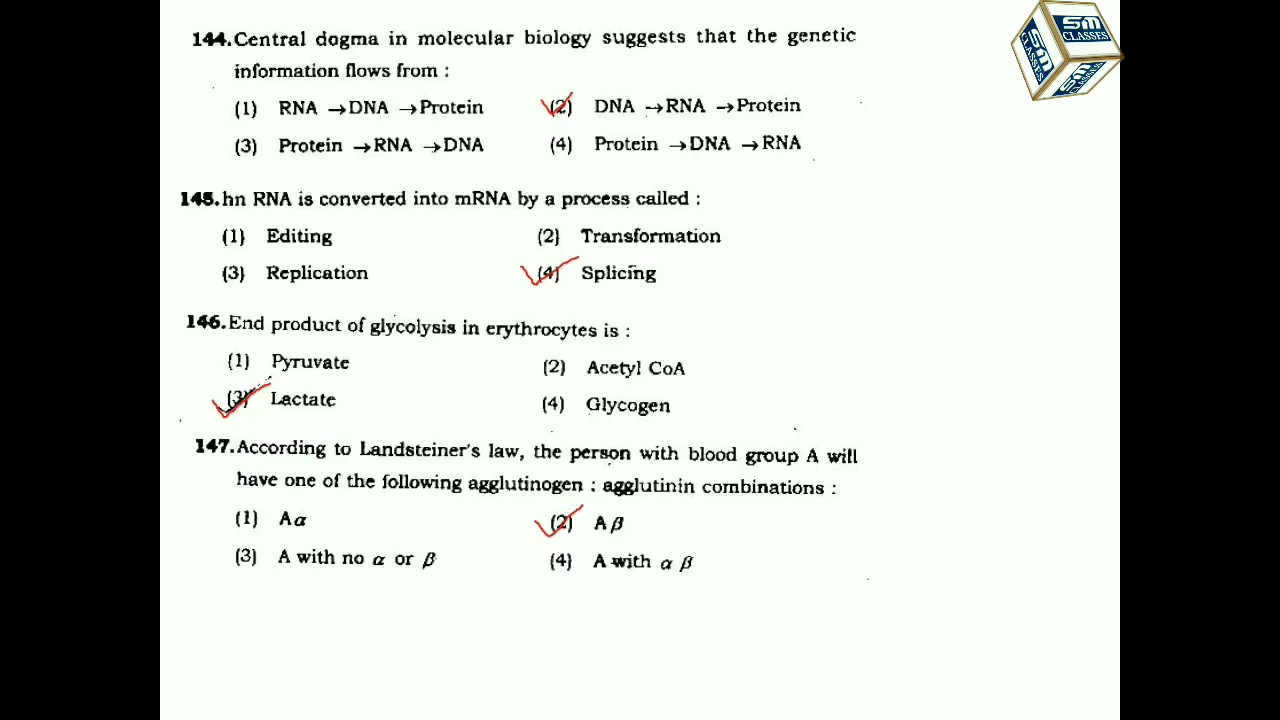 144. Central dogma in molecular biology suggests that the genetic
information flows from :
(1) RNA →DNA →Protein (2) DNA →RNA →Protein
(3) Protein →RNA →DNA (4) Protein →DNA →RNA
145. hn RNA is converted into mRNA by a process called :
(1) Editing (2) Transformation
(3) Replication (4) Splicing
146. End product of glycolysis in erythrocytes is :
(1) Pyruvate (2) Acetyl CoA
(3) Lactate (4) Glycogen
147. According to Landsteiner's law, the person with blood group A will
have one of the following agglutinogen : agglutinin combinations :
(1) Aα (2) Aβ
(3) A with no α or β (4) A with α β
SM
CLASSES
SM
CLASSES
SM
CLASSES